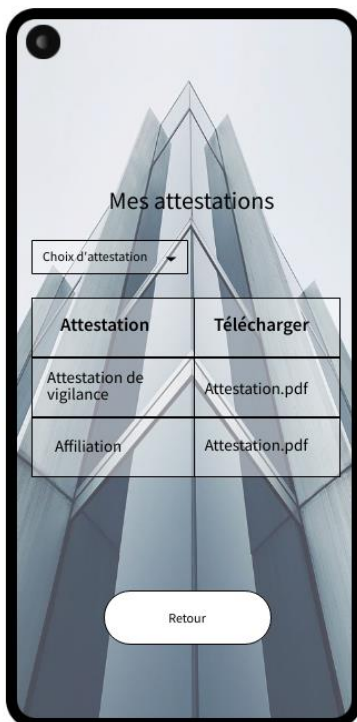 Mes attestations
Choix d'attestation
Attestation Télécharger
Attestation de
vigilance
Attestation.pdf
Affiliation
Attestation.pdf
Retour